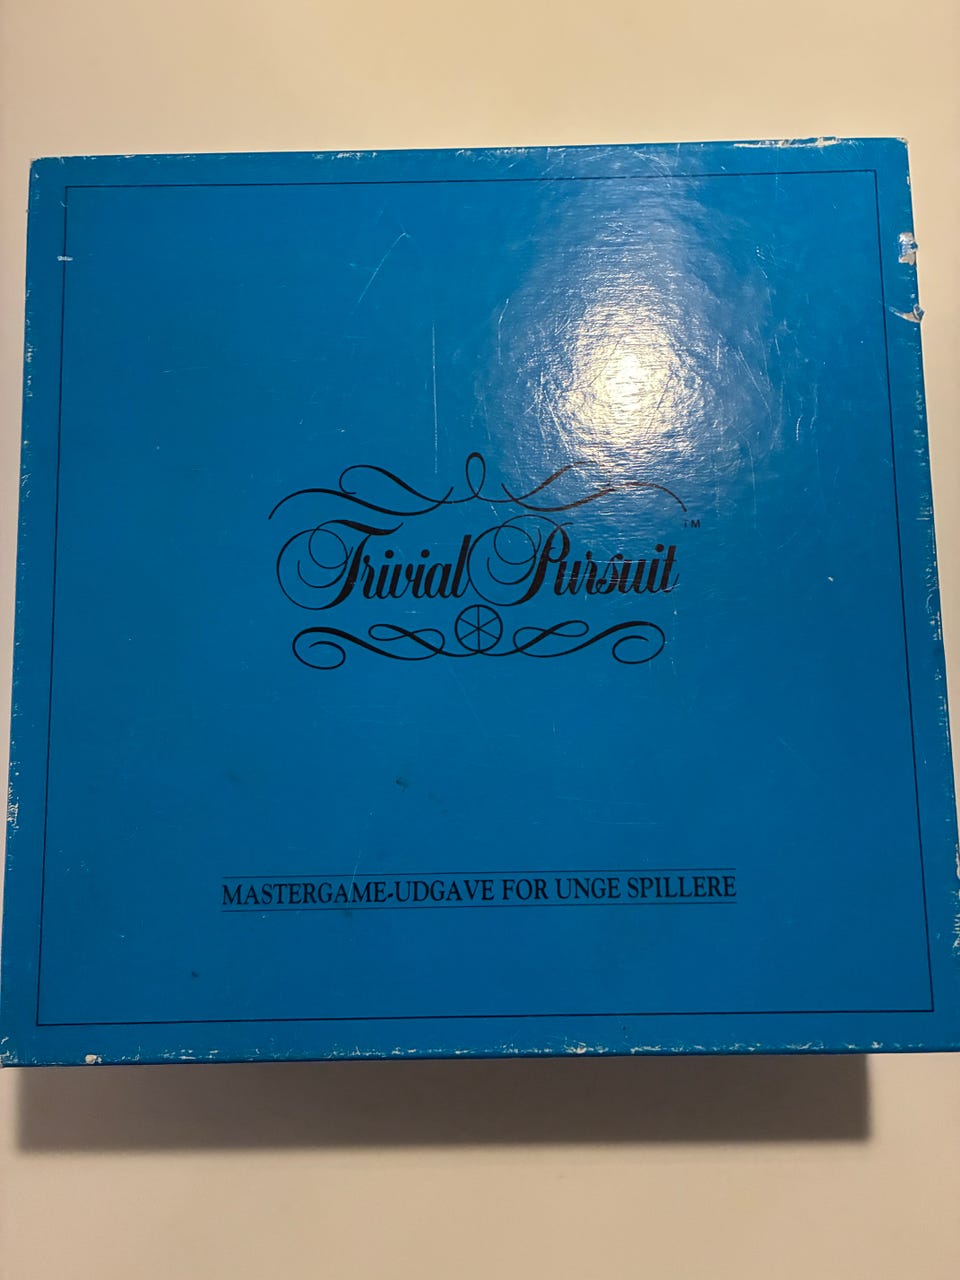 Trivial Pursuit™
MASTERGAME-UDGAVE FOR UNGE SPILLERE